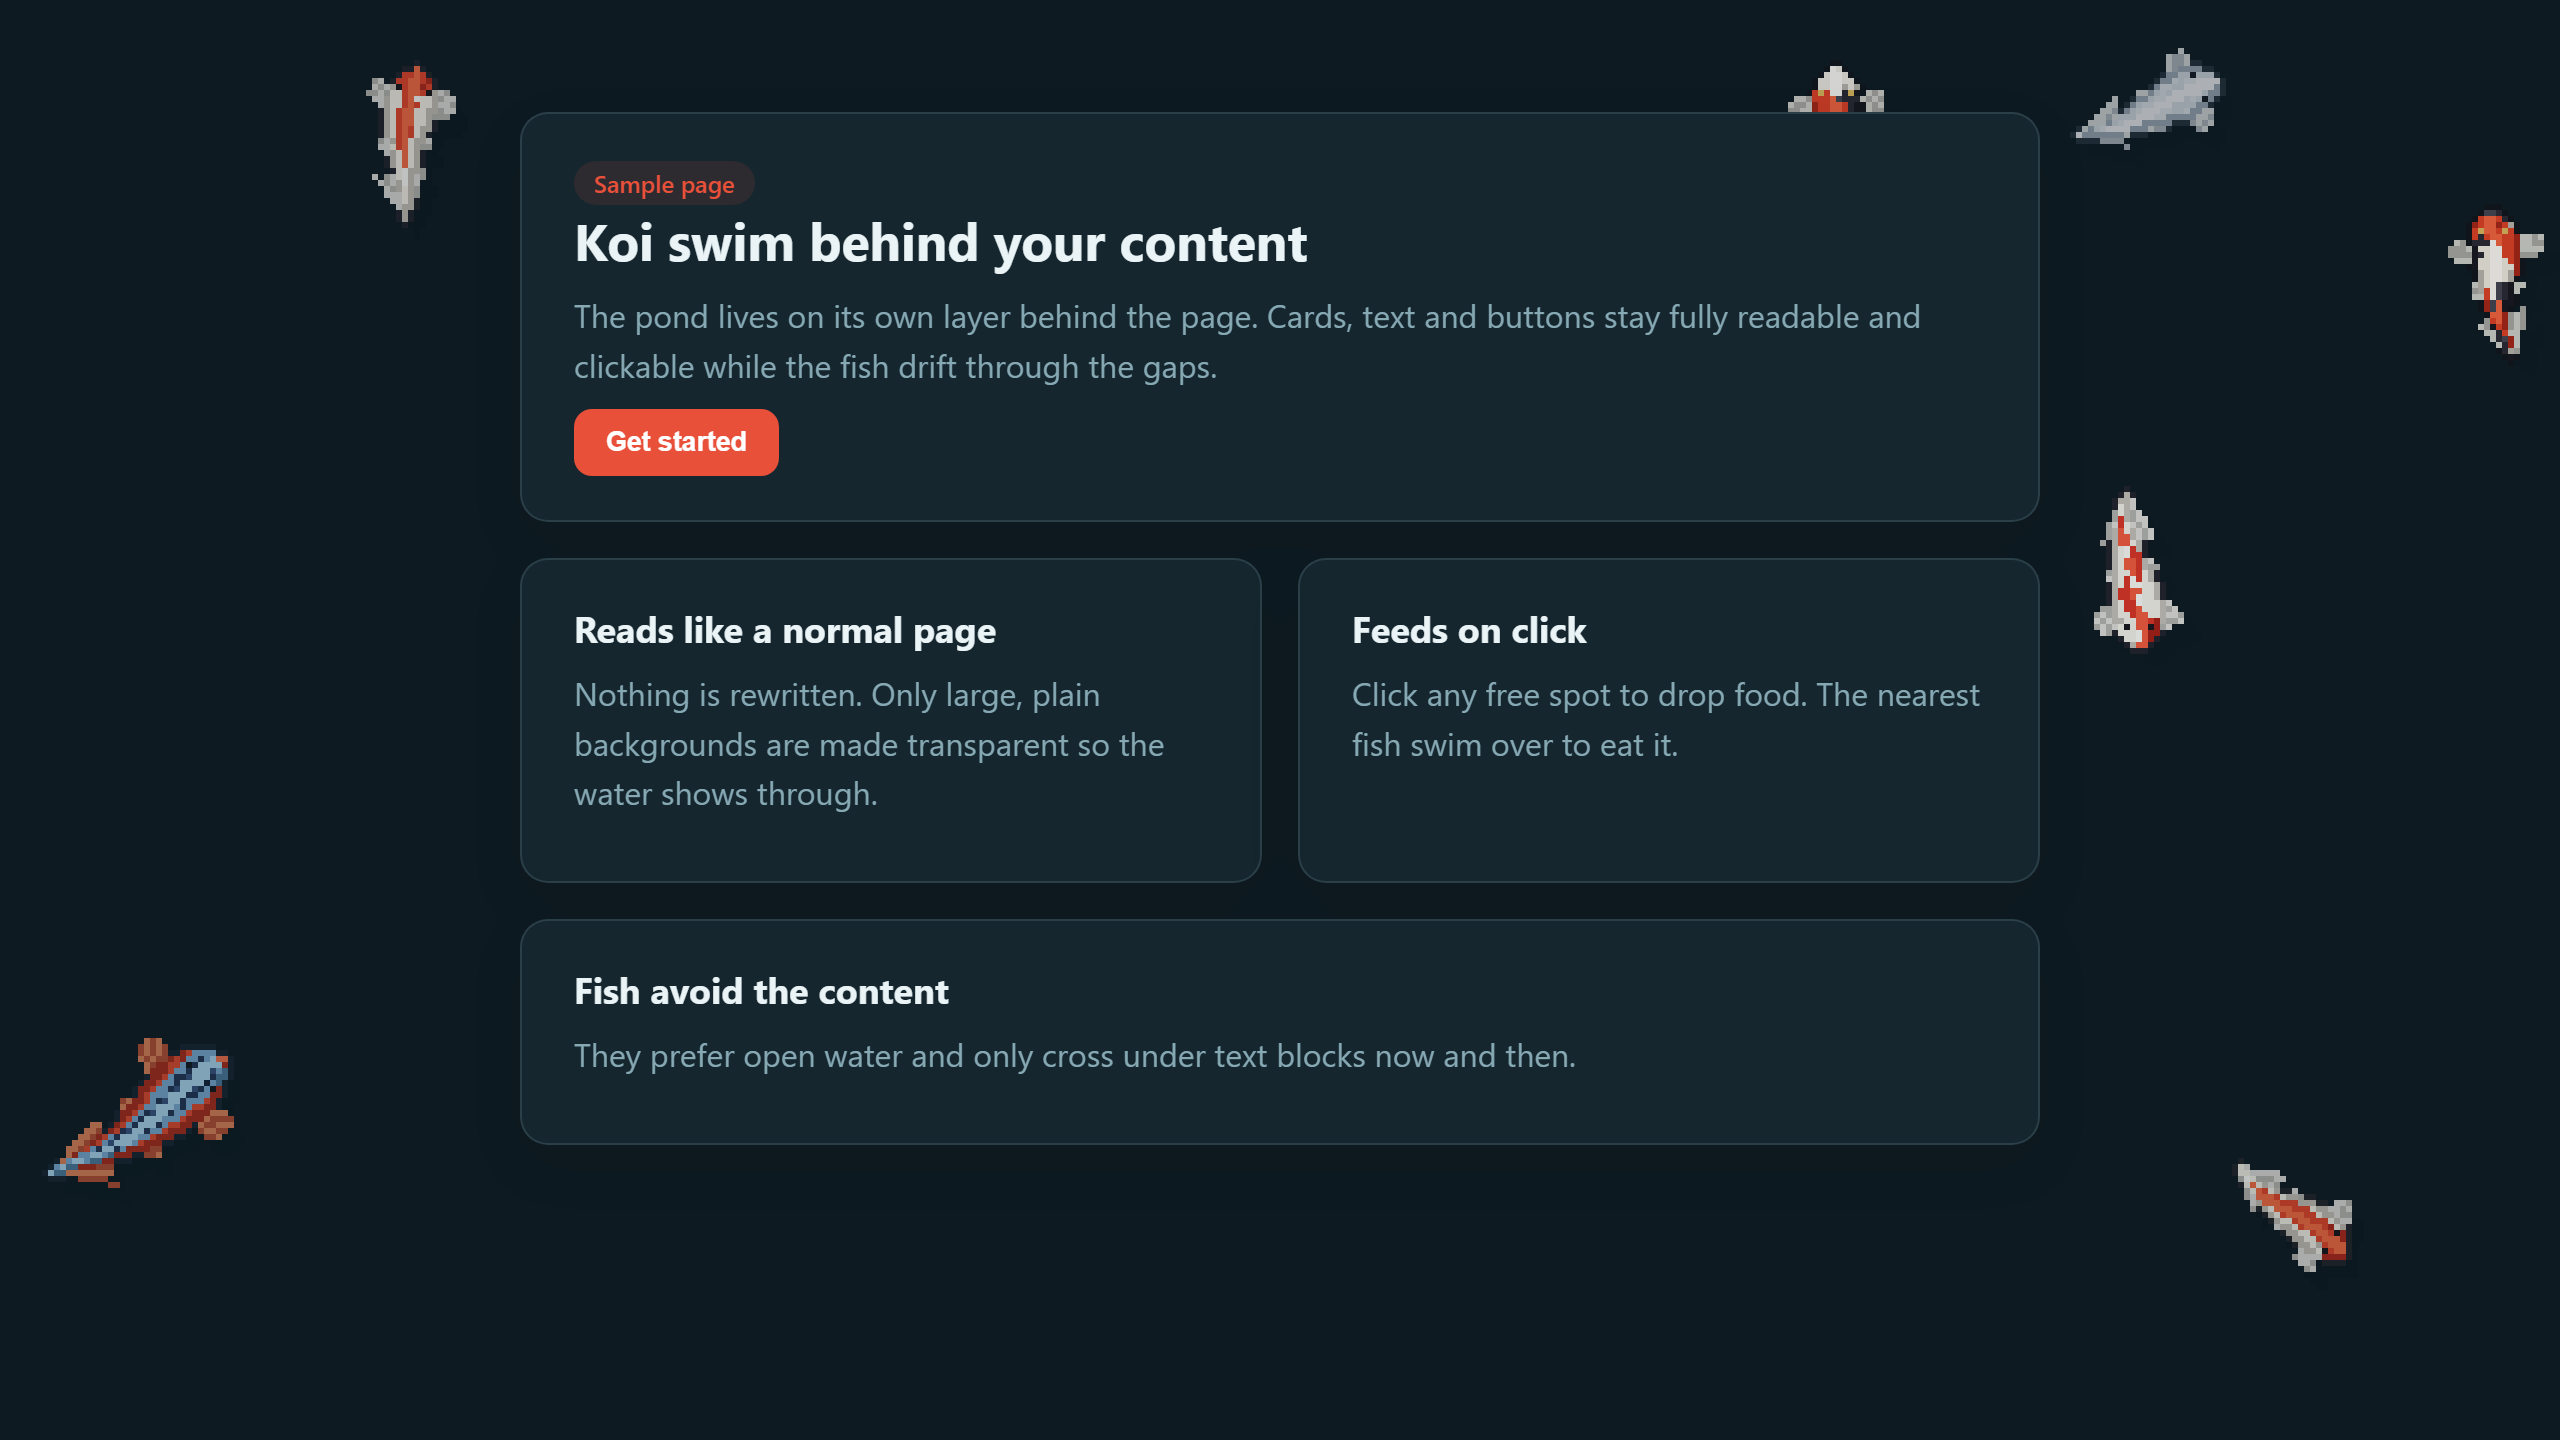 Sample page
Koi swim behind your content
The pond lives on its own layer behind the page. Cards, text and buttons stay fully readable and
clickable while the fish drift through the gaps.
Get started
Reads like a normal page
Nothing is rewritten. Only large, plain
backgrounds are made transparent so the
water shows through.
Feeds on click
Click any free spot to drop food. The nearest
fish swim over to eat it.
Fish avoid the content
They prefer open water and only cross under text blocks now and then.